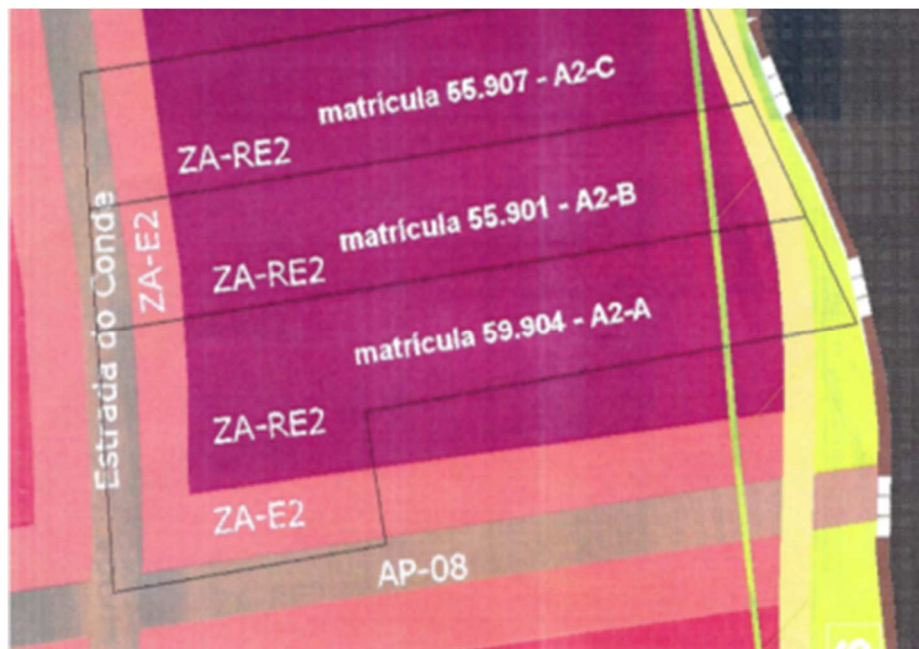 matrícula 55.907 - A2-C
ZA-RE2
matrícula 55.901 - A2-B
ZA-RE2
ZA-E2
Estrada do Conda
matrícula 59.904 - A2-A
ZA-RE2
ZA-E2
AP-08